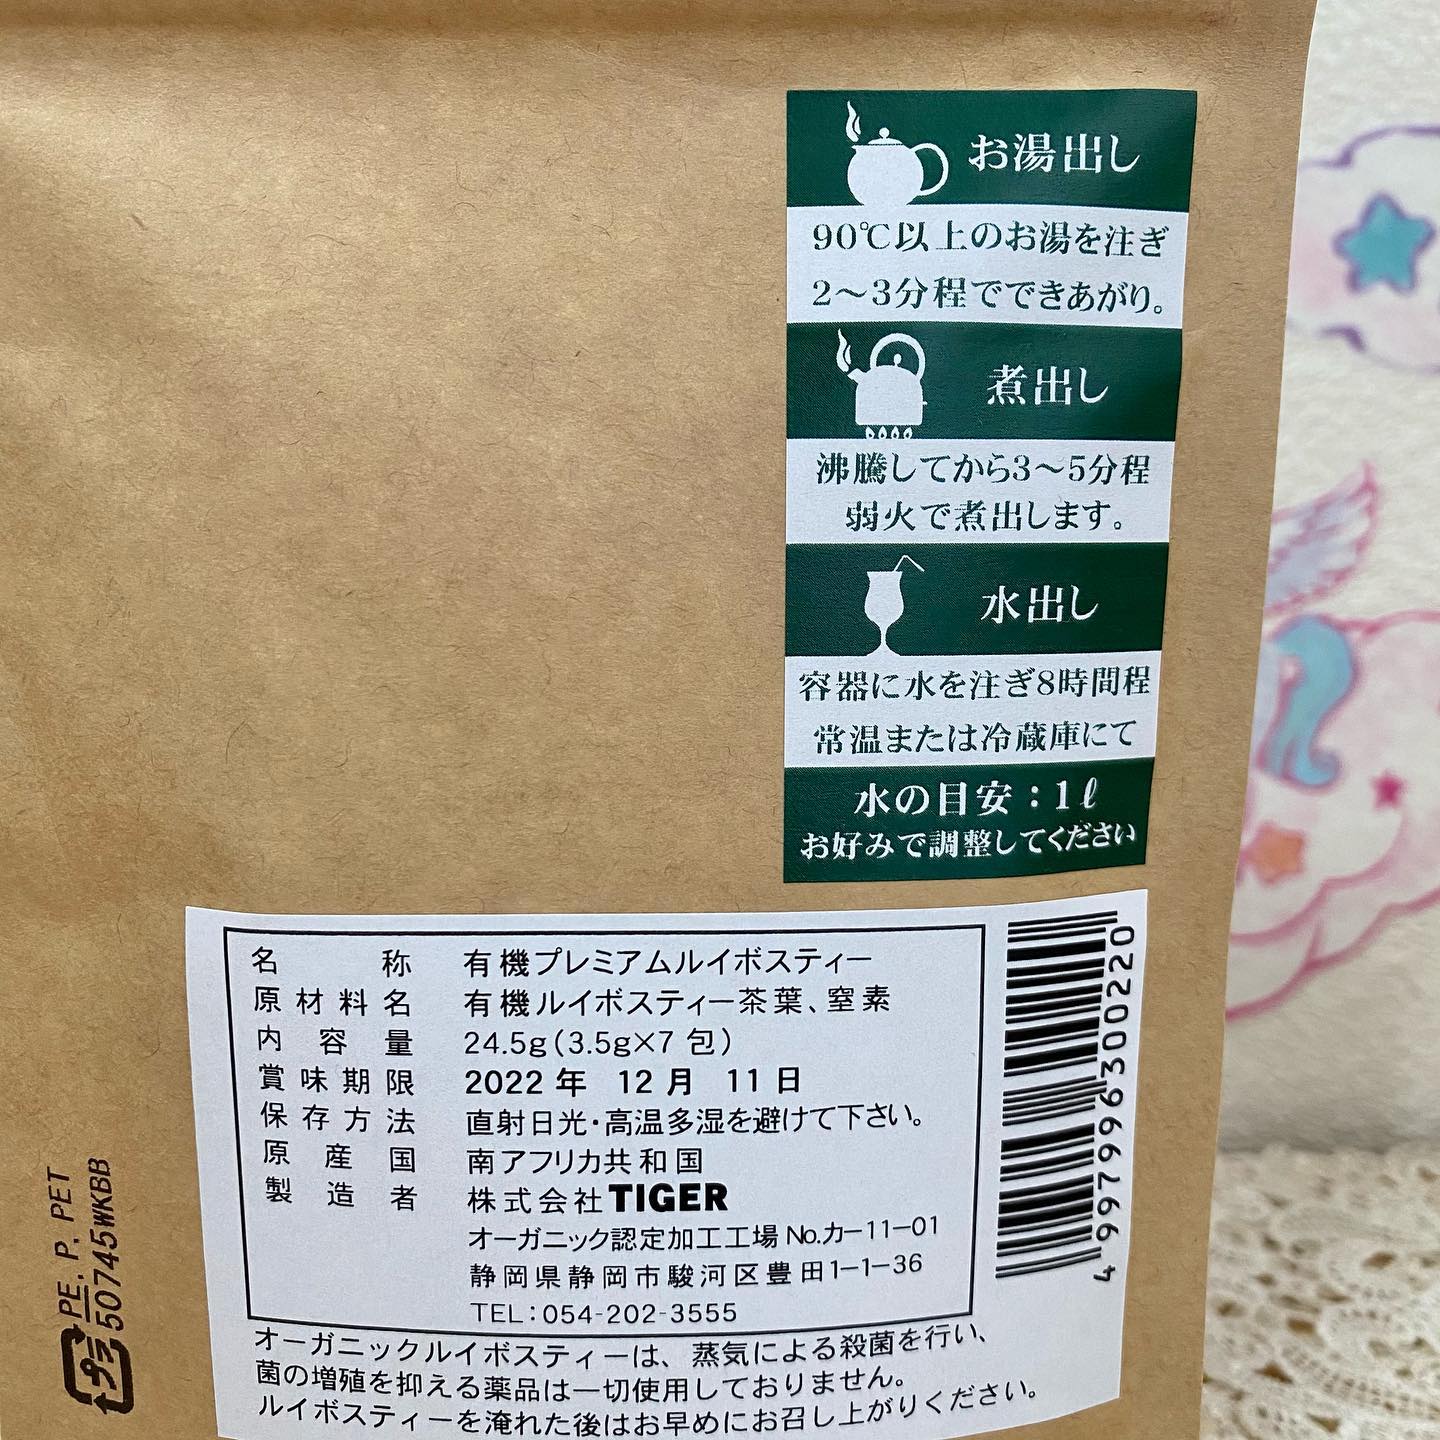 お湯出し
90℃以上のお湯を注ぎ
2〜3分程でできあがり。
煮出し
沸騰してから3〜5分程
弱火で煮出します。
水出し
容器に水を注ぎ8時間程
常温または冷蔵庫にて
水の目安：1ℓ
お好みで調整してください
名称 有機プレミアムルイボスティー
原材料名 有機ルイボスティー茶葉、窒素
内容量 24.5g(3.5g×7包)
賞味期限 2022年 12月 11日
保存方法 直射日光・高温多湿を避けて下さい。
原産国 南アフリカ共和国
製造者 株式会社TIGER
オーガニック認定加工工場No.カ-11-01
静岡県静岡市駿河区豊田1-1-36
TEL：054-202-3555
オーガニックルイボスティーは、蒸気による殺菌を行い、
菌の増殖を抑える薬品は一切使用しておりません。
ルイボスティーを淹れた後はお早めにお召し上がりください。
4997996300220
プラ
PE. P. PET
50745WKBB